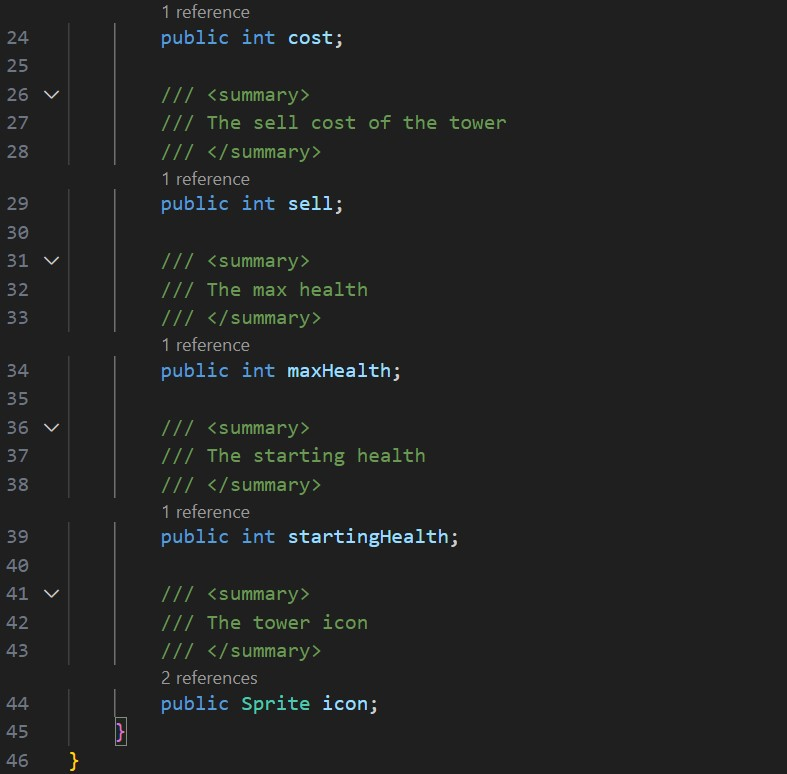 1 reference
24 public int cost;
25
26 /// <summary>
27 /// The sell cost of the tower
28 /// </summary>
1 reference
29 public int sell;
30
31 /// <summary>
32 /// The max health
33 /// </summary>
1 reference
34 public int maxHealth;
35
36 /// <summary>
37 /// The starting health
38 /// </summary>
1 reference
39 public int startingHealth;
40
41 /// <summary>
42 /// The tower icon
43 /// </summary>
2 references
44 public Sprite icon;
45 }
46 }